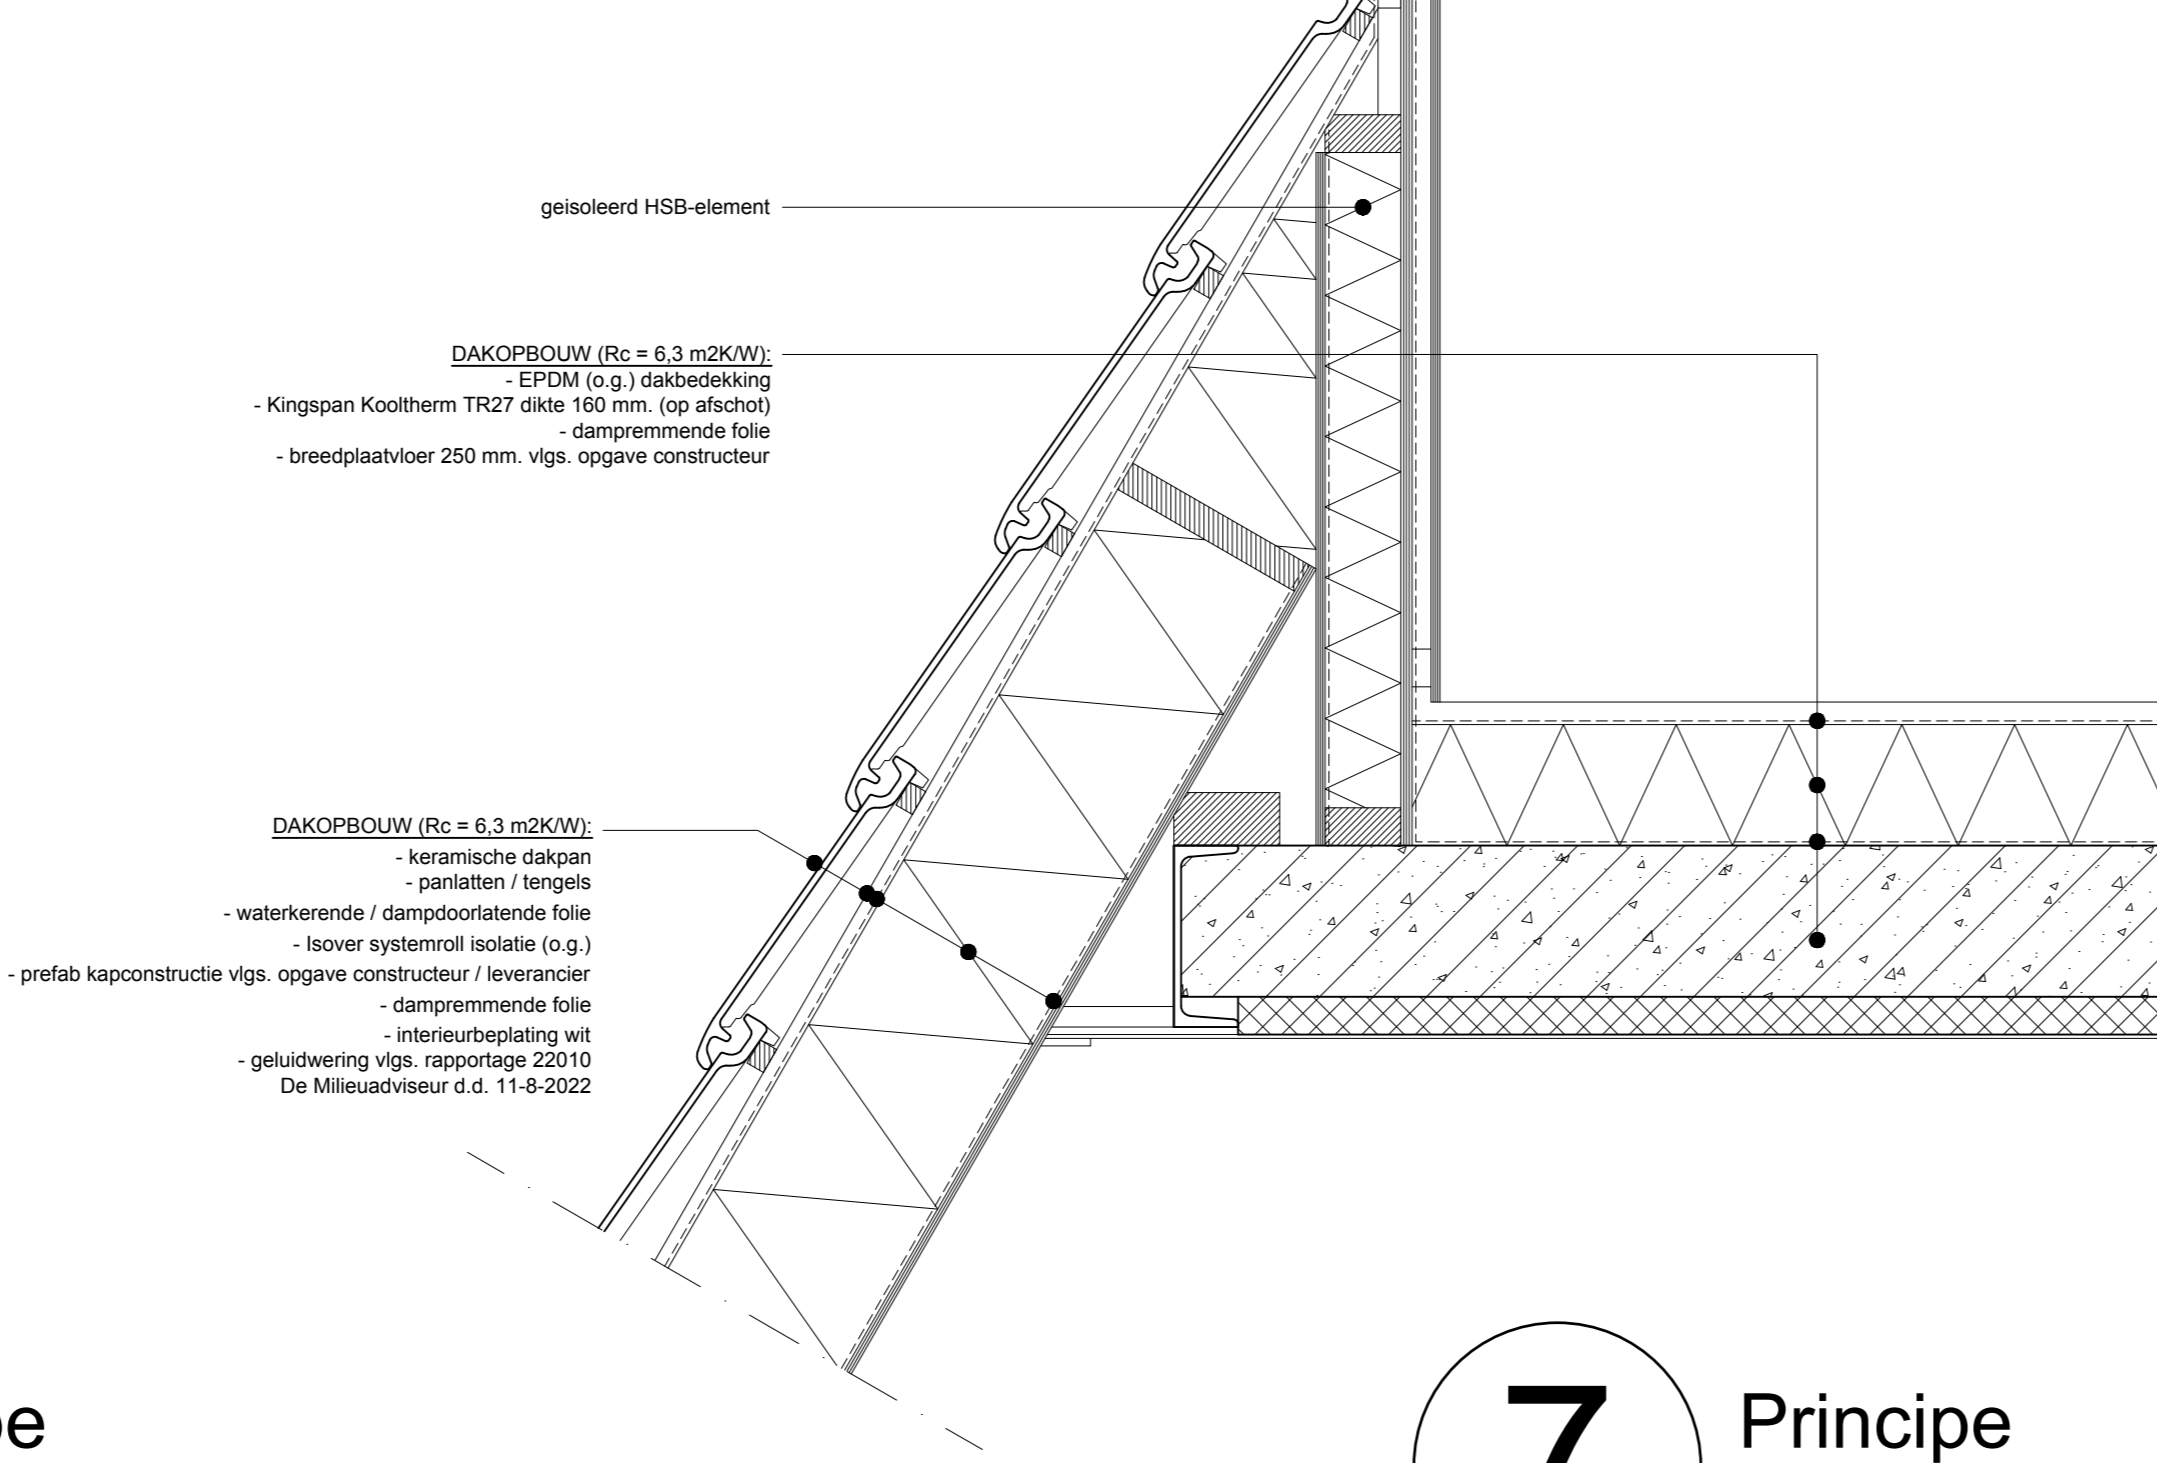 geisoleerd HSB-element
DAKOPBOUW (Rc = 6,3 m2K/W):
- EPDM (o.g.) dakbedekking
- Kingspan Kooltherm TR27 dikte 160 mm. (op afschot)
- dampremmende folie
- breedplaatvloer 250 mm. vlgs. opgave constructeur
DAKOPBOUW (Rc = 6,3 m2K/W):
- keramische dakpan
- panlatten / tengels
- waterkerende / dampdoorlatende folie
- Isover systemroll isolatie (o.g.)
- prefab kapconstructie vlgs. opgave constructeur / leverancier
- dampremmende folie
- interieurbeplating wit
- geluidwering vlgs. rapportage 22010
De Milieuadviseur d.d. 11-8-2022
7 Principe